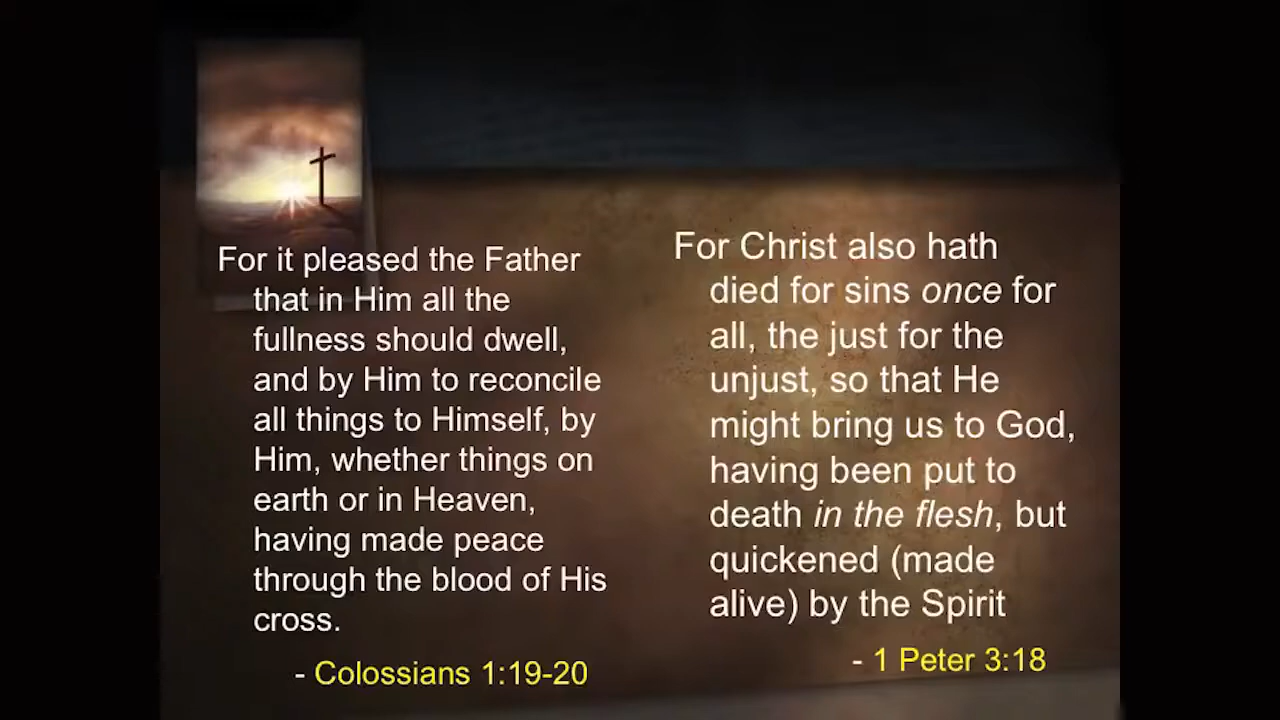 For it pleased the Father
that in Him all the
fullness should dwell,
and by Him to reconcile
all things to Himself, by
Him, whether things on
earth or in Heaven,
having made peace
through the blood of His
cross.
- Colossians 1:19-20
For Christ also hath
died for sins once for
all, the just for the
unjust, so that He
might bring us to God,
having been put to
death in the flesh, but
quickened (made
alive) by the Spirit
- 1 Peter 3:18